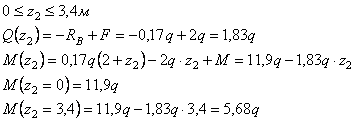 0 ≤ z₂ ≤ 3,4м
Q(z₂) = −R_B + F = −0,17q + 2q = 1,83q
M(z₂) = 0,17q(2 + z₂) − 2q · z₂ + M = 11,9q − 1,83q · z₂
M(z₂ = 0) = 11,9q
M(z₂ = 3,4) = 11,9q − 1,83q · 3,4 = 5,68q